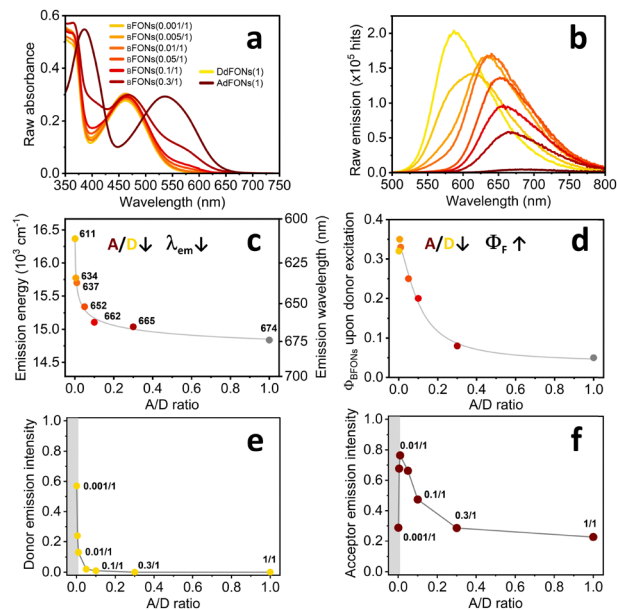 a
0.6
0.4
0.2
0.0
Raw absorbance
BFONs(0.001/1)
BFONs(0.005/1)
BFONs(0.01/1)
BFONs(0.05/1)
BFONs(0.1/1)
BFONs(0.3/1)
DdFONs(1)
AdFONs(1)
350 400 450 500 550 600 650 700 750
Wavelength (nm)
b
2.0
1.5
1.0
0.5
0.0
Raw emission (x10⁵ hits)
500 550 600 650 700 750 800
Wavelength (nm)
c
A/D↓ λem↓
16.5
16.0
15.5
15.0
14.5
Emission energy (10³ cm⁻¹)
611
634
637
652
662
665
674
600
625
650
675
700
Emission wavelength (nm)
0.0 0.2 0.4 0.6 0.8 1.0
A/D ratio
d
A/D↓ ΦF↑
0.4
0.3
0.2
0.1
0.0
ΦBFONs upon donor excitation
0.0 0.2 0.4 0.6 0.8 1.0
A/D ratio
e
1.0
0.8
0.6
0.4
0.2
0.0
Donor emission intensity
0.001/1
0.01/1
0.1/1
0.3/1
1/1
0.0 0.2 0.4 0.6 0.8 1.0
A/D ratio
f
1.0
0.8
0.6
0.4
0.2
0.0
Acceptor emission intensity
0.01/1
0.1/1
0.3/1
1/1
0.001/1
0.0 0.2 0.4 0.6 0.8 1.0
A/D ratio